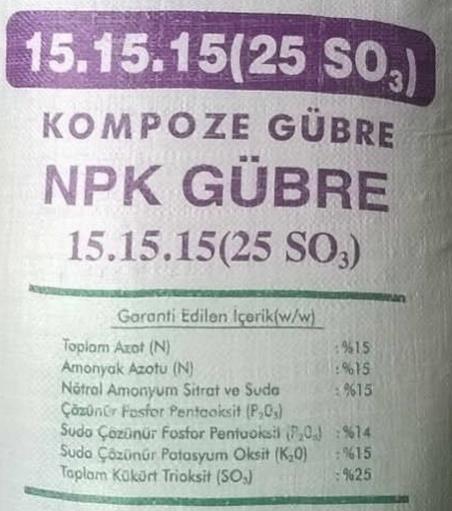 15.15.15(25 SO₃)
KOMPOZE GÜBRE
NPK GÜBRE
15.15.15(25 SO₃)
Garanti Edilen İçerik(w/w)
Toplam Azot (N) :%15
Amonyak Azotu (N) :%15
Nötral Amonyum Sitrat ve Suda :%15
Çözünür Fosfor Pentaoksit (P₂O₅)
Suda Çözünür Fosfor Pentaoksit (P₂O₅) :%14
Suda Çözünür Potasyum Oksit (K₂O) :%15
Toplam Kükürt Trioksit (SO₃) :%25